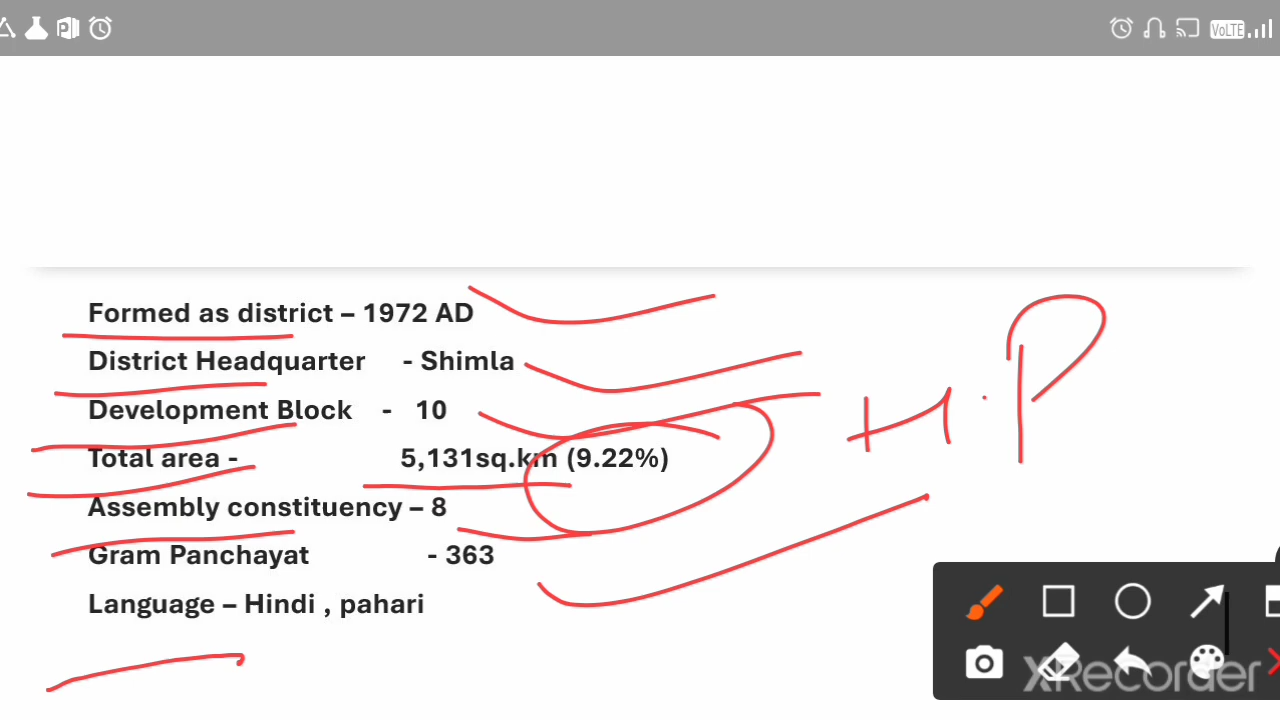 VoLTE
Formed as district – 1972 AD
District Headquarter - Shimla
Development Block - 10
Total area - 5,131sq.km (9.22%)
Assembly constituency – 8
Gram Panchayat - 363
Language – Hindi , pahari
H.P
XRecorder